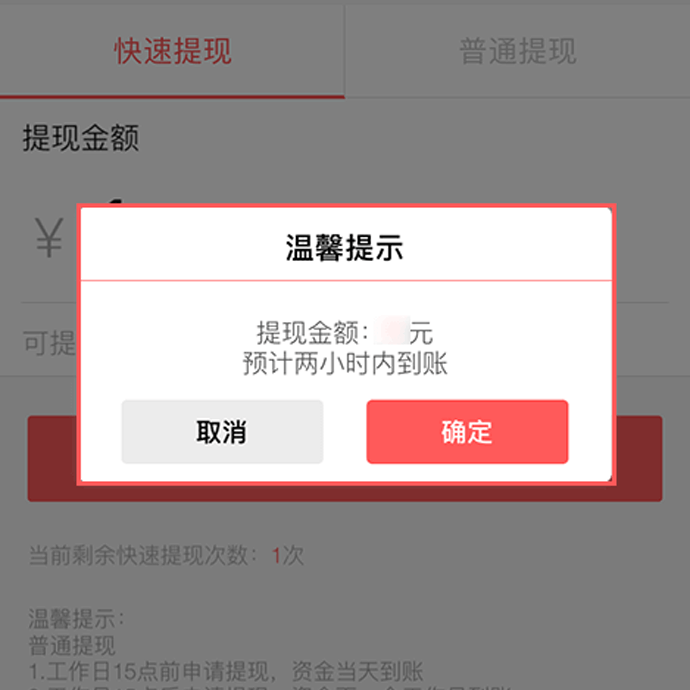 快速提现 普通提现
提现金额
¥
温馨提示
提现金额: 元
预计两小时内到账
可提
取消 确定
当前剩余快速提现次数: 1次
温馨提示:
普通提现
1.工作日15点前申请提现, 资金当天到账